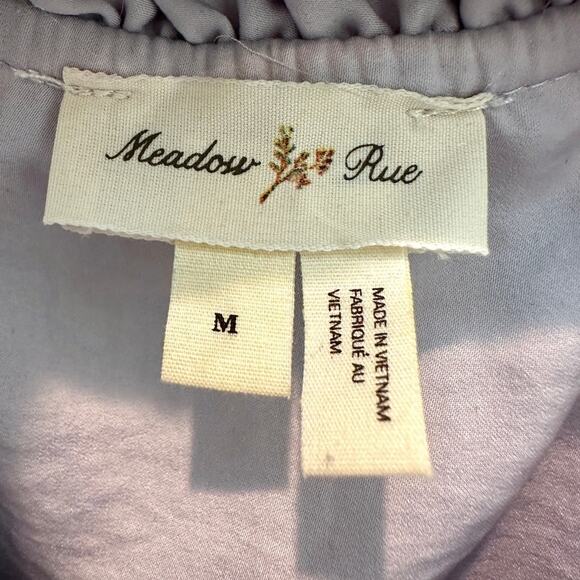 Meadow Rue
M
MADE IN VIETNAM
FABRIQUÉ AU
VIETNAM